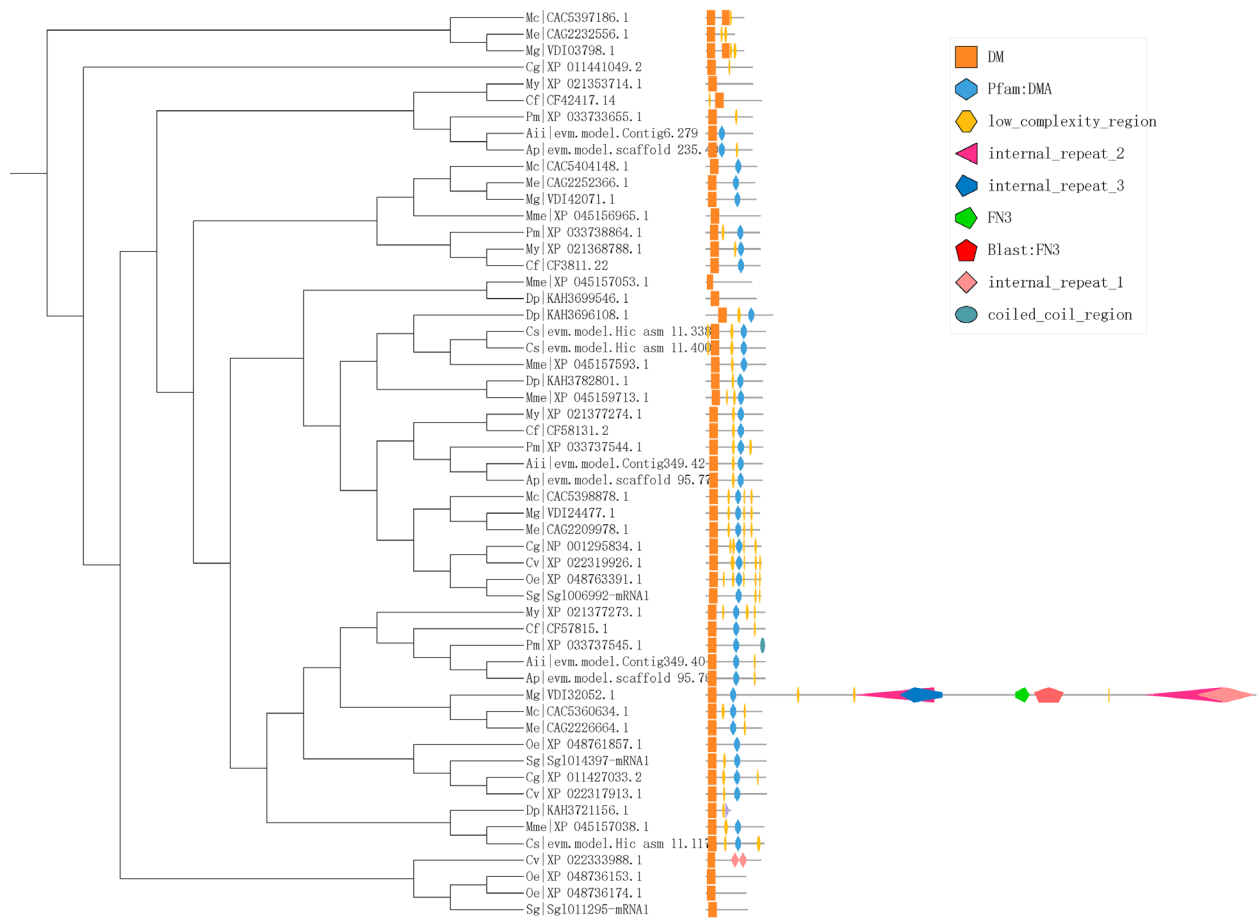 Mc|CAC5397186.1
Me|CAG2232556.1
Mg|VDI03798.1
Cg|XP 011441049.2
My|XP 021353714.1
Cf|CF42417.14
Pm|XP 033733655.1
Aii|evm.model.Contig6.279
Ap|evm.model.scaffold 235.4
Mc|CAC5404148.1
Me|CAG2252366.1
Mg|VDI42071.1
Mme|XP 045156965.1
Pm|XP 033738864.1
My|XP 021368788.1
Cf|CF3811.22
Mme|XP 045157053.1
Dp|KAH3699546.1
Dp|KAH3696108.1
Cs|evm.model.Hic asm 11.338
Cs|evm.model.Hic asm 11.400
Mme|XP 045157593.1
Dp|KAH3782801.1
Mme|XP 045159713.1
My|XP 021377274.1
Cf|CF58131.2
Pm|XP 033737544.1
Aii|evm.model.Contig349.42
Ap|evm.model.scaffold 95.77
Mc|CAC5398878.1
Mg|VDI24477.1
Me|CAG2209978.1
Cg|NP 001295834.1
Cv|XP 022319926.1
Oe|XP 048763391.1
Sg|Sgl006992-mRNA1
My|XP 021377273.1
Cf|CF57815.1
Pm|XP 033737545.1
Aii|evm.model.Contig349.40
Ap|evm.model.scaffold 95.76
Mg|VDI32052.1
Mc|CAC5360634.1
Me|CAG2226664.1
Oe|XP 048761857.1
Sg|Sgl014397-mRNA1
Cg|XP 011427033.2
Cv|XP 022317913.1
Dp|KAH3721156.1
Mme|XP 045157038.1
Cs|evm.model.Hic asm 11.117
Cv|XP 022333988.1
Oe|XP 048736153.1
Oe|XP 048736174.1
Sg|Sgl011295-mRNA1
DM
Pfam:DMA
low_complexity_region
internal_repeat_2
internal_repeat_3
FN3
Blast:FN3
internal_repeat_1
coiled_coil_region